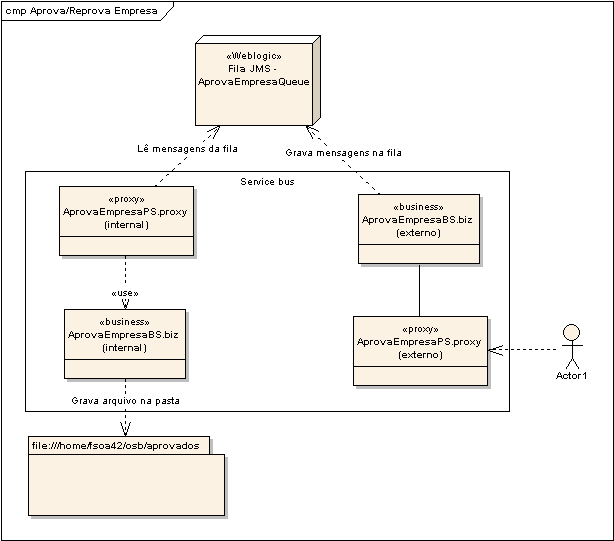 cmp Aprova/Reprova Empresa
«Weblogic»
Fila JMS -
AprovaEmpresaQueue
Lê mensagens da fila
Grava mensagens na fila
Service bus
«proxy»
AprovaEmpresaPS.proxy
(internal)
«business»
AprovaEmpresaBS.biz
(externo)
«use»
«business»
AprovaEmpresaBS.biz
(internal)
«proxy»
AprovaEmpresaPS.proxy
(externo)
Actor1
Grava arquivo na pasta
file:///home/fsoa42/osb/aprovados